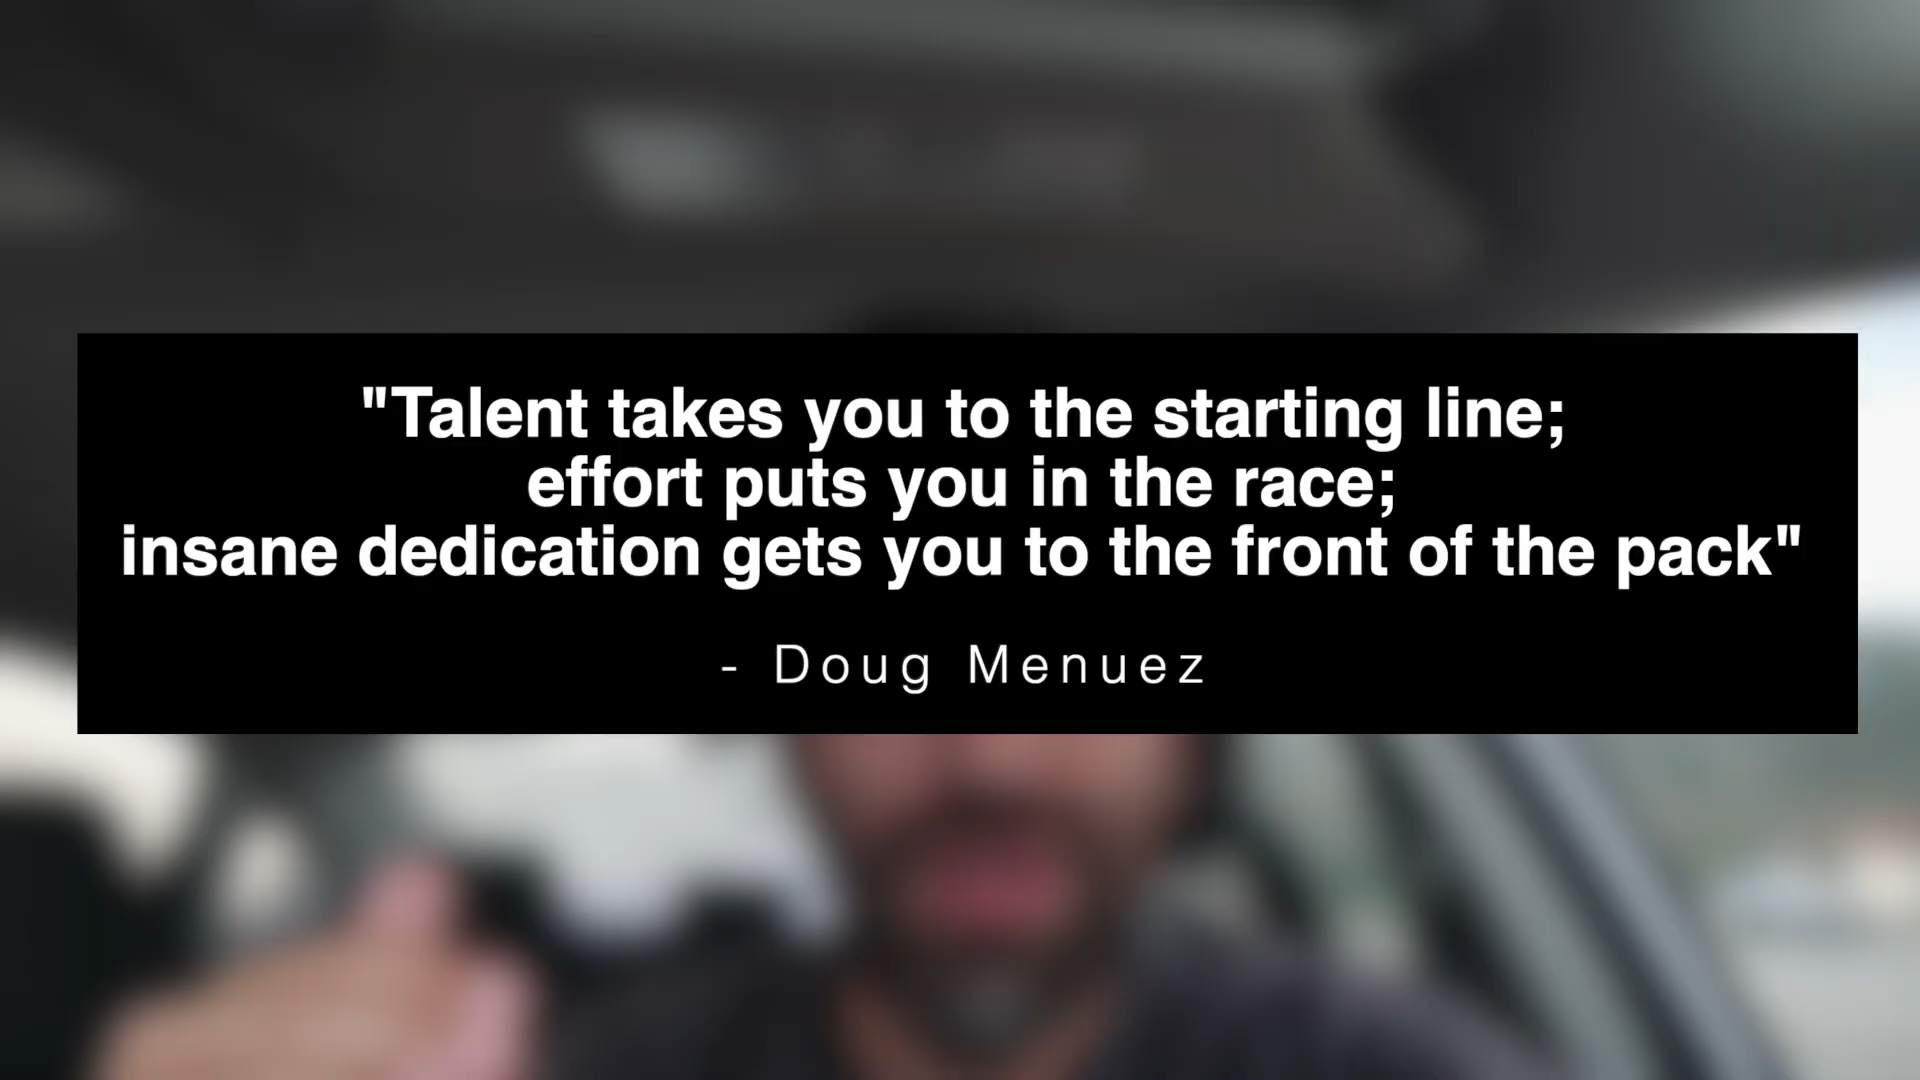 "Talent takes you to the starting line;
effort puts you in the race;
insane dedication gets you to the front of the pack"
- Doug Menuez